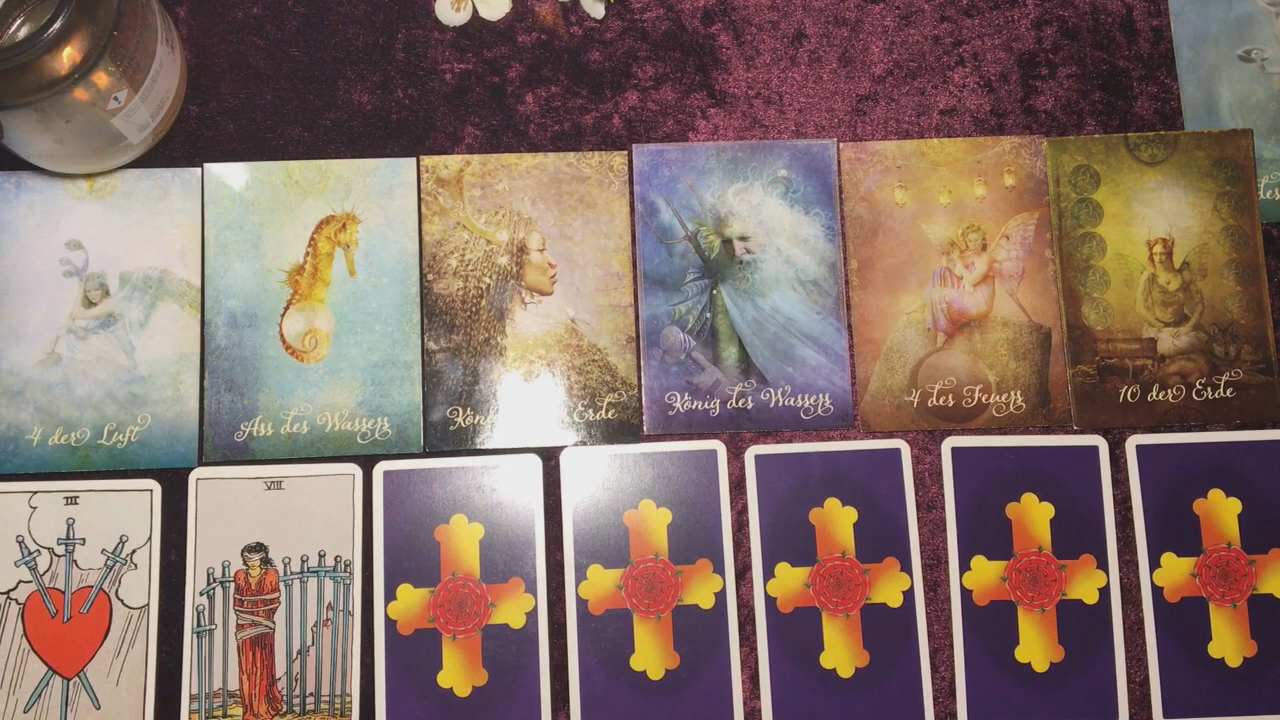 4 der Luft
Ass des Wassers
Erde
König des Wassers
4 des Feuers
10 der Erde
III
VIII